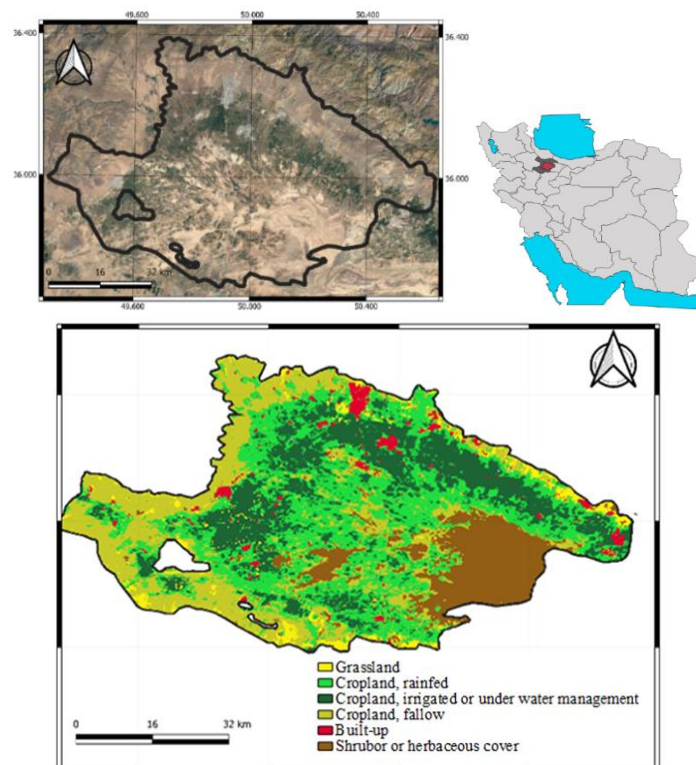 49.600 50.000 50.400
36.400 36.400
36.000 36.000
0 16 32 km
49.600 50.000 50.400
Grassland
Cropland, rainfed
Cropland, irrigated or under water management
Cropland, fallow
Built-up
Shrubor or herbaceous cover
0 16 32 km